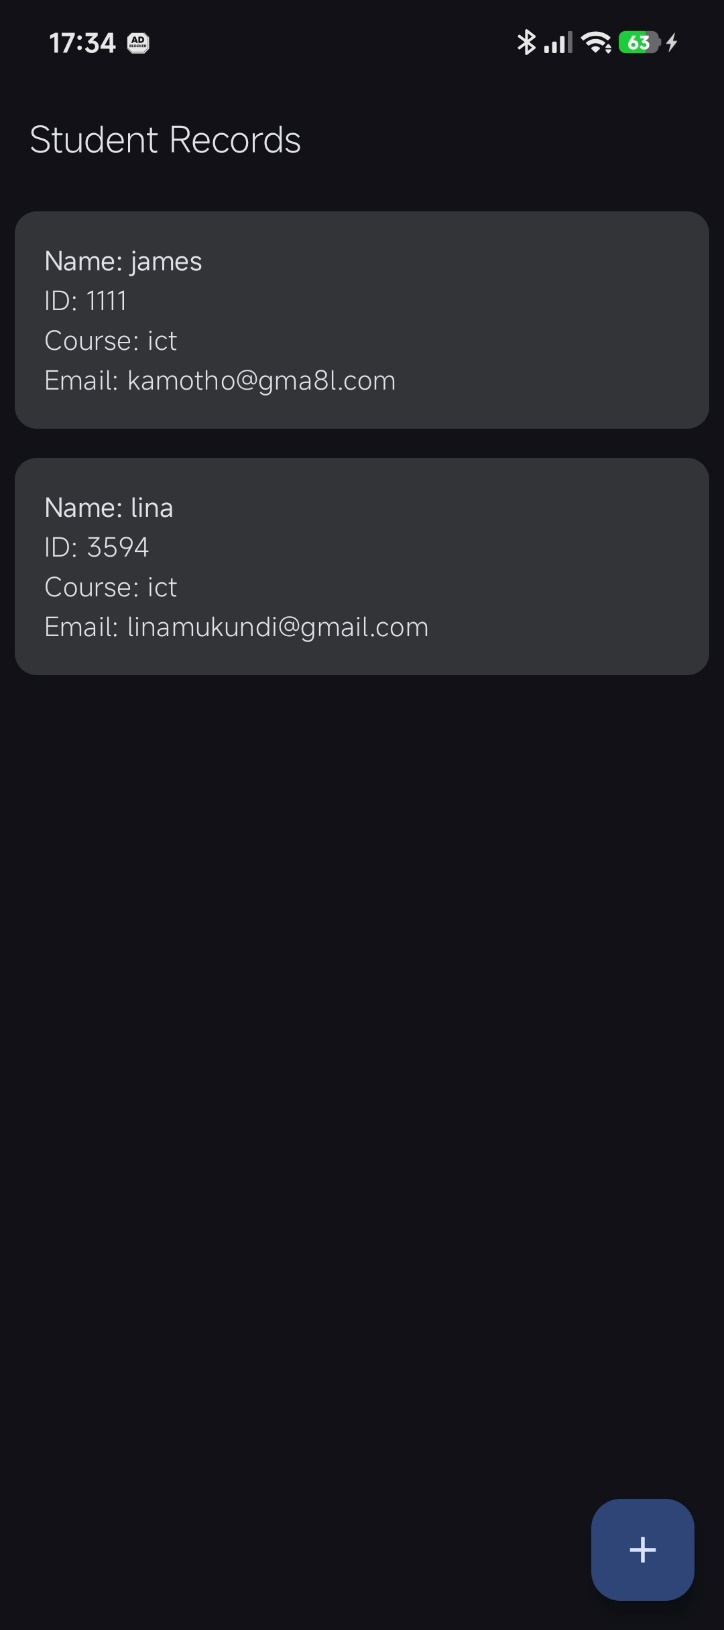 17:34 AD 63
Student Records
Name: james
ID: 1111
Course: ict
Email: kamotho@gma8l.com
Name: lina
ID: 3594
Course: ict
Email: linamukundi@gmail.com
+